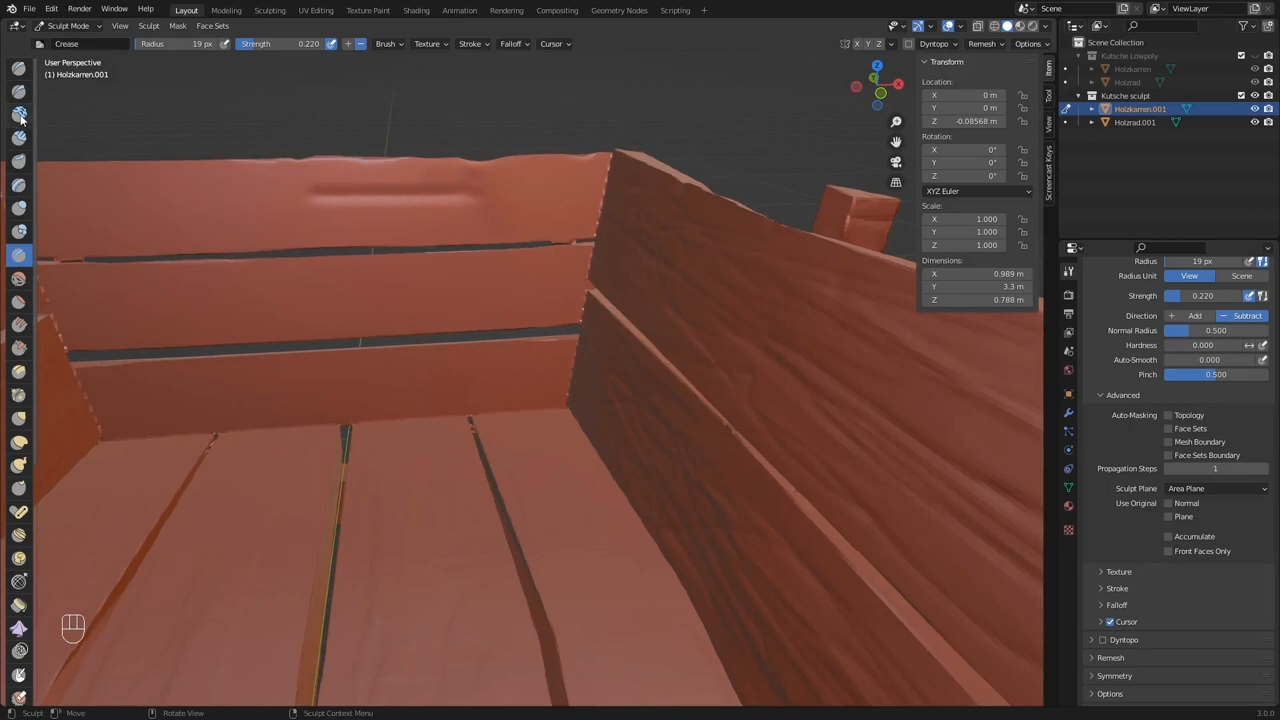 File Edit Render Window Help Layout Modeling Sculpting UV Editing Texture Paint Shading Animation Rendering Compositing Geometry Nodes Scripting + Scene ViewLayer
Sculpt Mode View Sculpt Mask Face Sets
Crease Radius 19 px Strength 0.220 + − Brush Texture Stroke Falloff Cursor X Y Z Dyntopo Remesh Options
User Perspective
(1) Holzkarren.001
X
Y
Z
Transform
Location:
X 0 m
Y 0 m
Z -0.08568 m
Rotation:
X 0°
Y 0°
Z 0°
XYZ Euler
Scale:
X 1.000
Y 1.000
Z 1.000
Dimensions:
X 0.989 m
Y 3.3 m
Z 0.788 m
Item
Tool
View
Screencast Keys
Scene Collection
Kutsche Lowpoly
Holzkarren
Holzrad
Kutsche sculpt
Holzkarren.001
Holzrad.001
Radius 19 px
Radius Unit View Scene
Strength 0.220
Direction + Add − Subtract
Normal Radius 0.500
Hardness 0.000
Auto-Smooth 0.000
Pinch 0.500
Advanced
Auto-Masking Topology
Face Sets
Mesh Boundary
Face Sets Boundary
Propagation Steps 1
Sculpt Plane Area Plane
Use Original Normal
Plane
Accumulate
Front Faces Only
Texture
Stroke
Falloff
Cursor
Dyntopo
Remesh
Symmetry
Options
Sculpt Move Rotate View Sculpt Context Menu 3.0.0